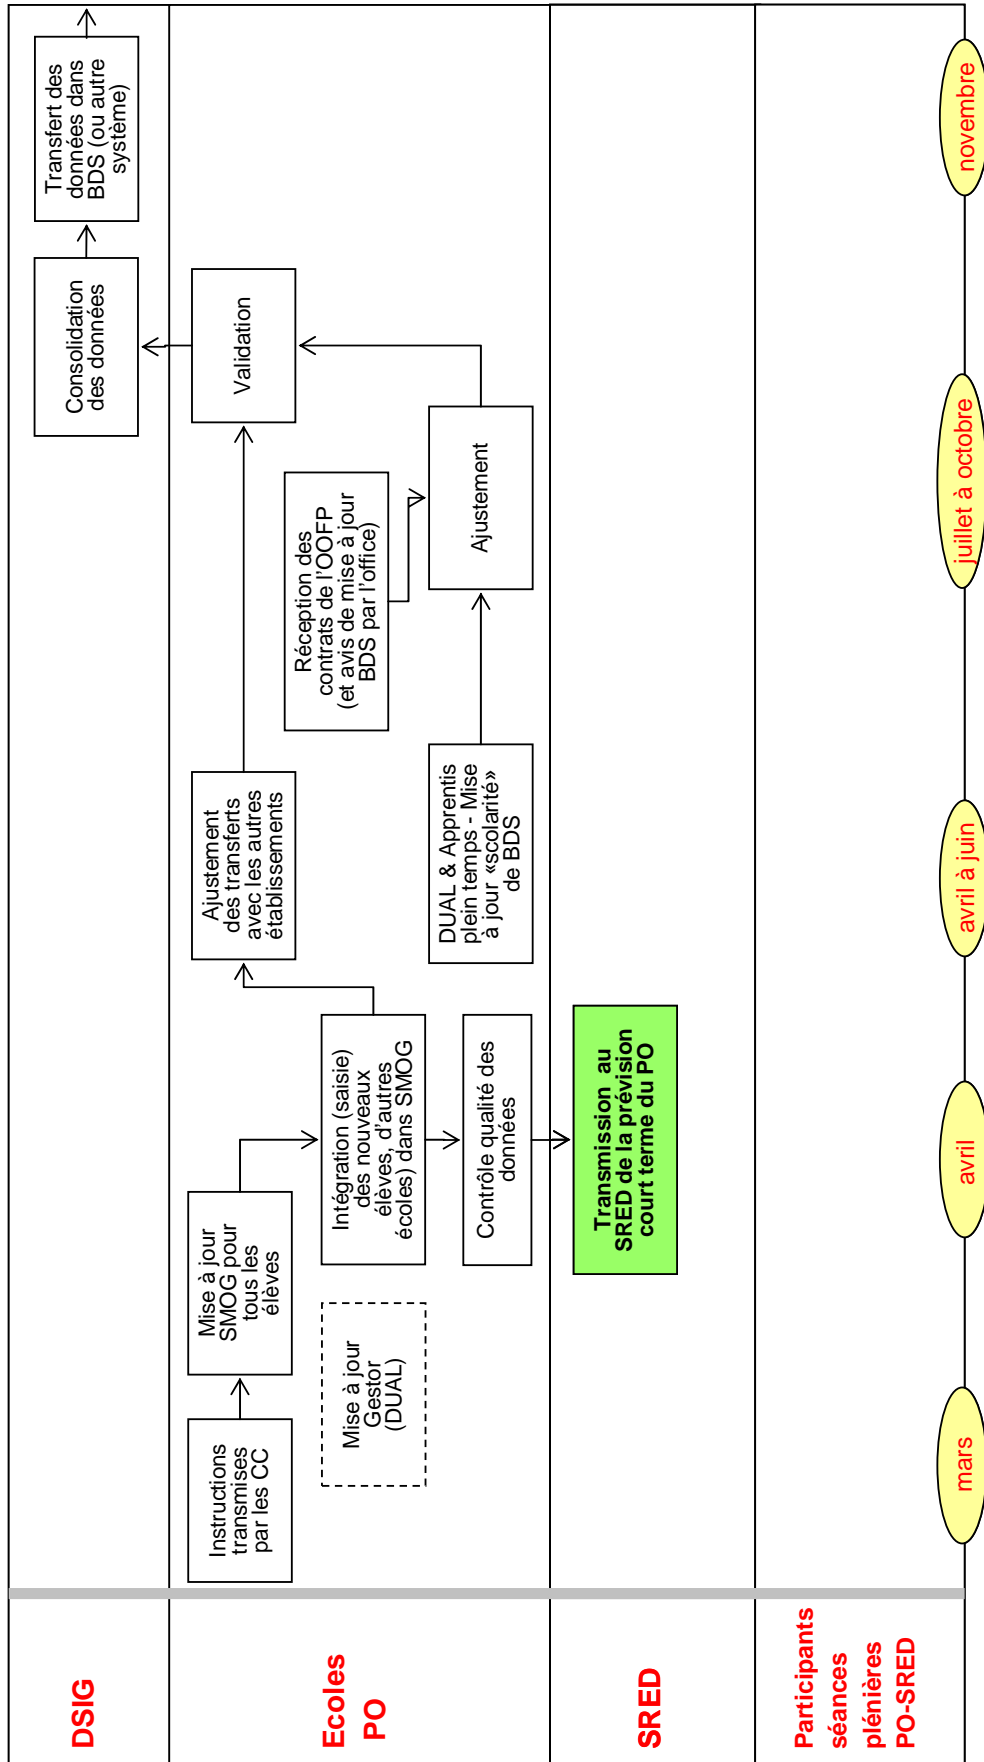 DSIG
Consolidation
des données
Transfert des
données dans
BDS (ou autre
système)
Ecoles
PO
Instructions
transmises
par les CC
Mise à jour
SMOG pour
tous les
élèves
Mise à jour
Gestor
(DUAL)
Intégration (saisie)
des nouveaux
élèves, d'autres
écoles) dans SMOG
Contrôle qualité des
données
Ajustement
des transferts
avec les autres
établissements
DUAL & Apprentis
plein temps - Mise
à jour «scolarité»
de BDS
Réception des
contrats de l'OOFP
(et avis de mise à jour
BDS par l'office)
Ajustement
Validation
SRED
Transmission au
SRED de la prévision
court terme du PO
Participants
séances
plénières
PO-SRED
mars
avril
avril à juin
juillet à octobre
novembre